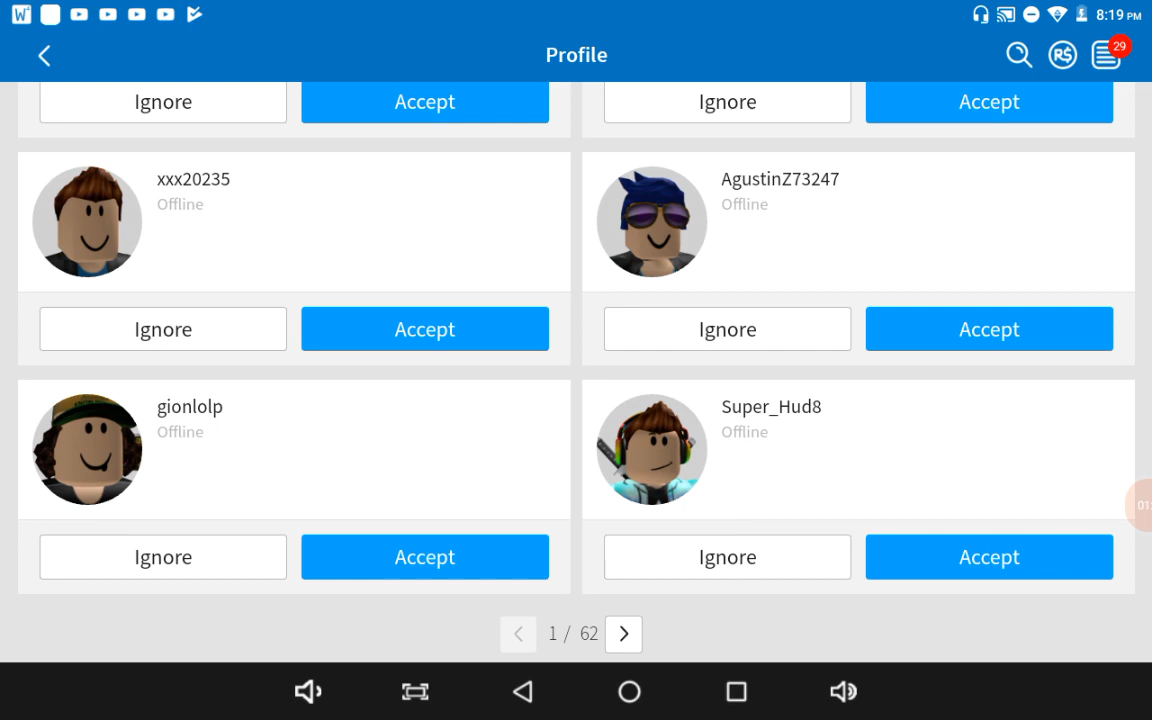 W
8:19 PM
Profile
R$
29
Ignore
Accept
Ignore
Accept
xxx20235
Offline
AgustinZ73247
Offline
Ignore
Accept
Ignore
Accept
gionlolp
Offline
Super_Hud8
Offline
01:
Ignore
Accept
Ignore
Accept
1 / 62